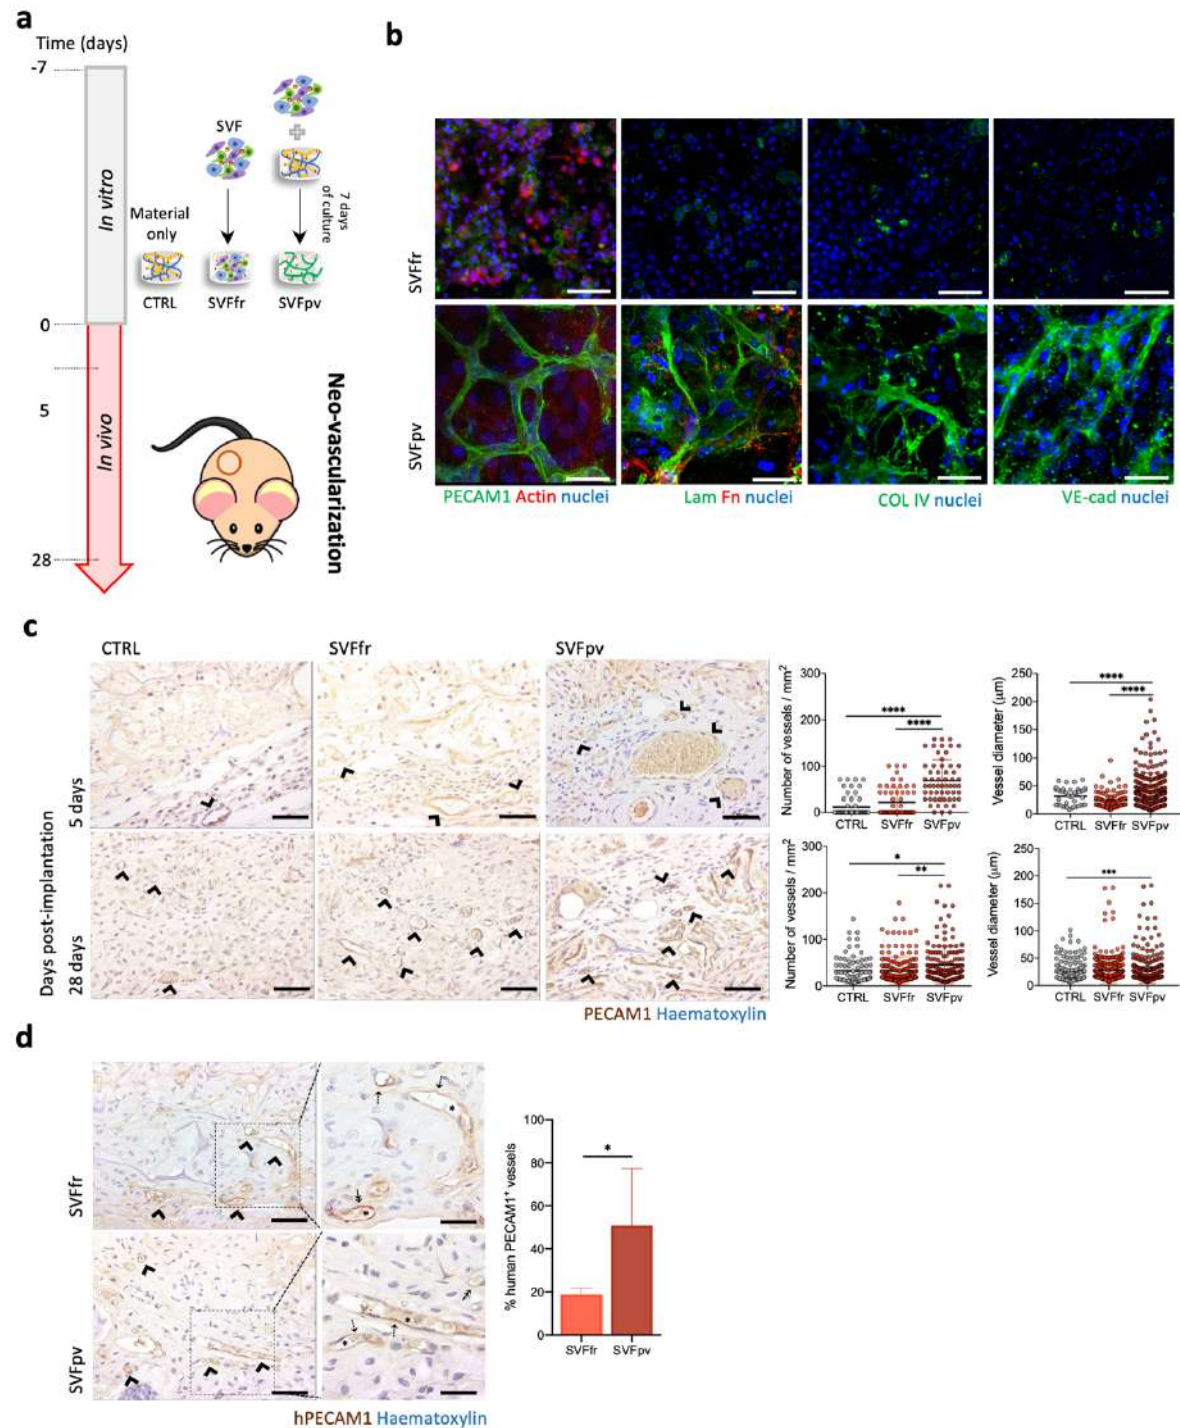 a
Time (days)
-7
In vitro
SVF
7 days
of culture
Material
only
CTRL
SVFfr
SVFpv
0
In vivo
5
28
Neo-vascularization
b
SVFfr
SVFpv
PECAM1 Actin nuclei
Lam Fn nuclei
COL IV nuclei
VE-cad nuclei
c
CTRL
SVFfr
SVFpv
Days post-implantation
5 days
28 days
PECAM1 Haematoxylin
Number of vessels / mm²
300
200
100
0
****
****
CTRL SVFfr SVFpv
Vessel diameter (μm)
250
200
150
100
50
0
****
****
CTRL SVFfr SVFpv
Number of vessels / mm²
300
200
100
0
*
**
CTRL SVFfr SVFpv
Vessel diameter (μm)
250
200
150
100
50
0
***
CTRL SVFfr SVFpv
d
SVFfr
SVFpv
* 
*
*
*
hPECAM1 Haematoxylin
% human PECAM1⁺ vessels
100
80
60
40
20
0
*
SVFfr SVFpv